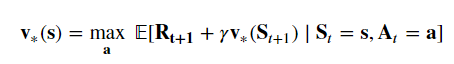 v∗(s) = max 𝔼[Rt+1 + γv∗(St+1) | St = s, At = a]
a